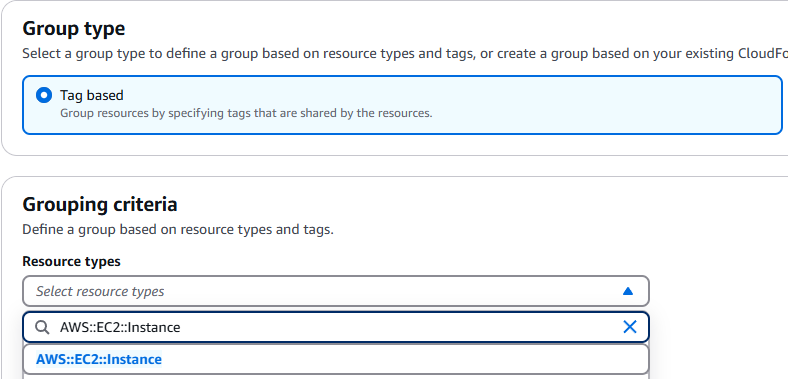 Group type
Select a group type to define a group based on resource types and tags, or create a group based on your existing CloudFo
Tag based
Group resources by specifying tags that are shared by the resources.
Grouping criteria
Define a group based on resource types and tags.
Resource types
Select resource types
AWS::EC2::Instance
AWS::EC2::Instance